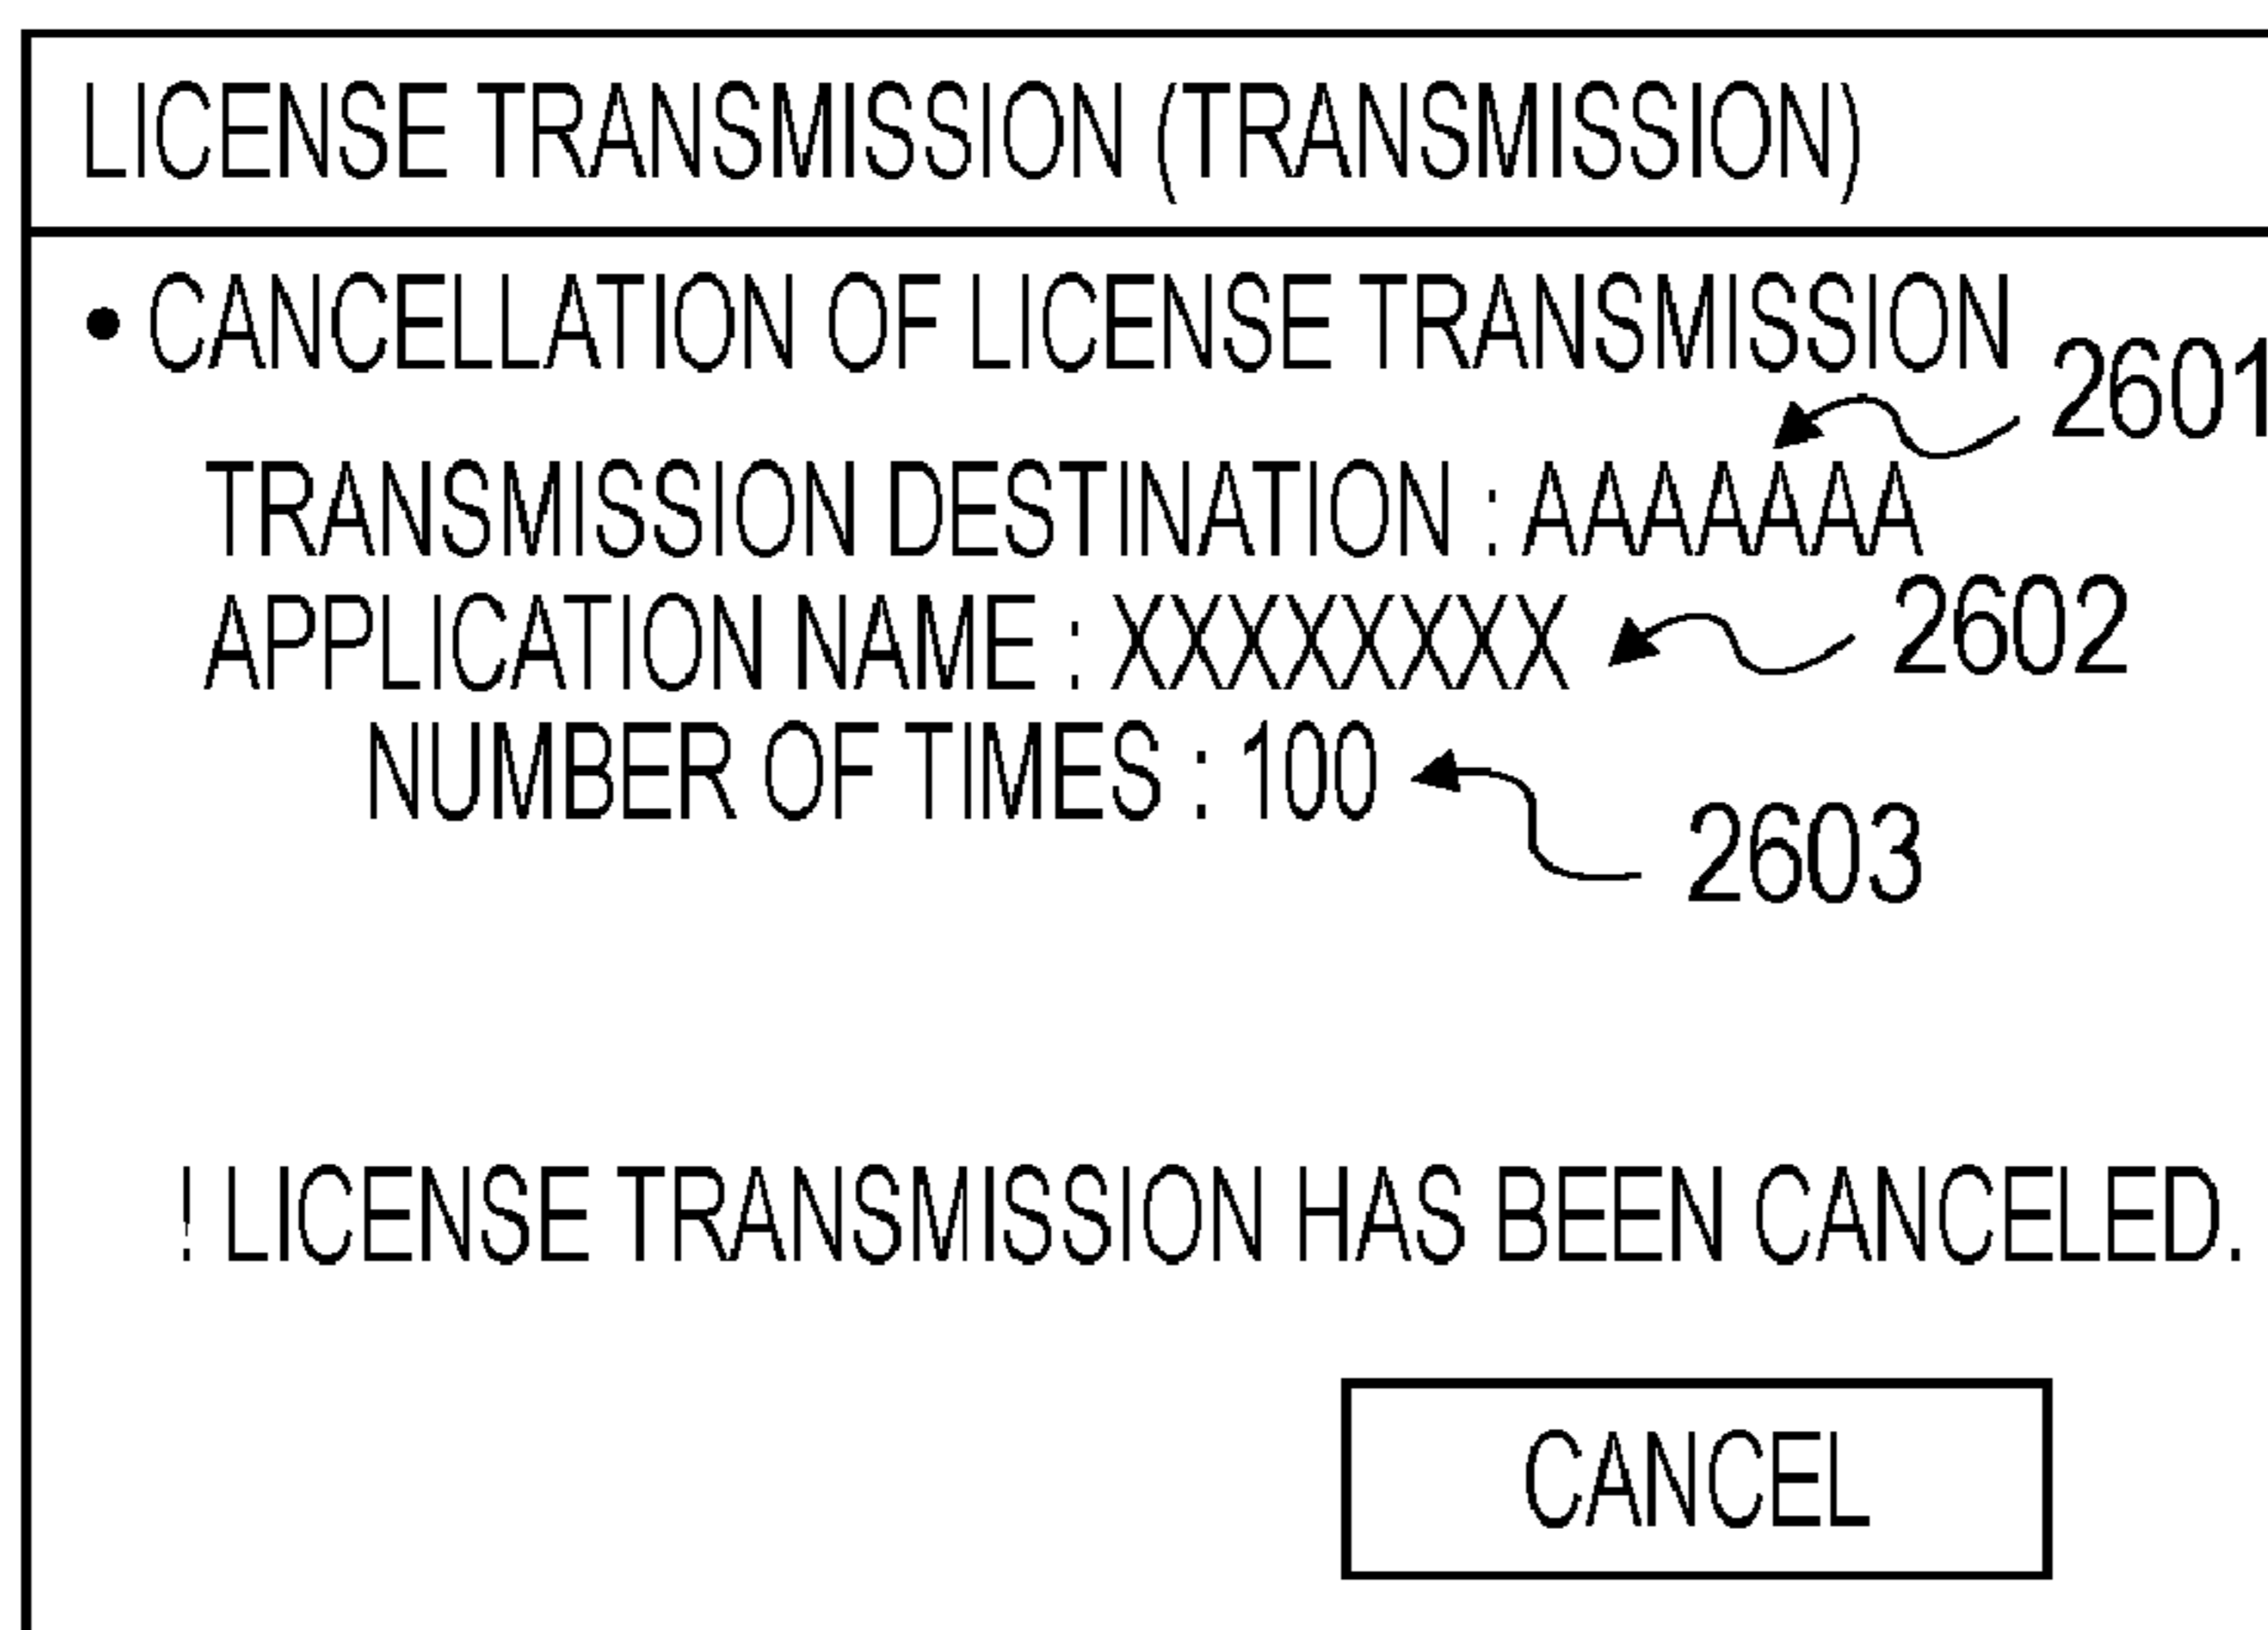 LICENSE TRANSMISSION (TRANSMISSION)
• CANCELLATION OF LICENSE TRANSMISSION
2601
TRANSMISSION DESTINATION : AAAAAAA
APPLICATION NAME : XXXXXXXX
2602
NUMBER OF TIMES : 100
2603
! LICENSE TRANSMISSION HAS BEEN CANCELED.
CANCEL